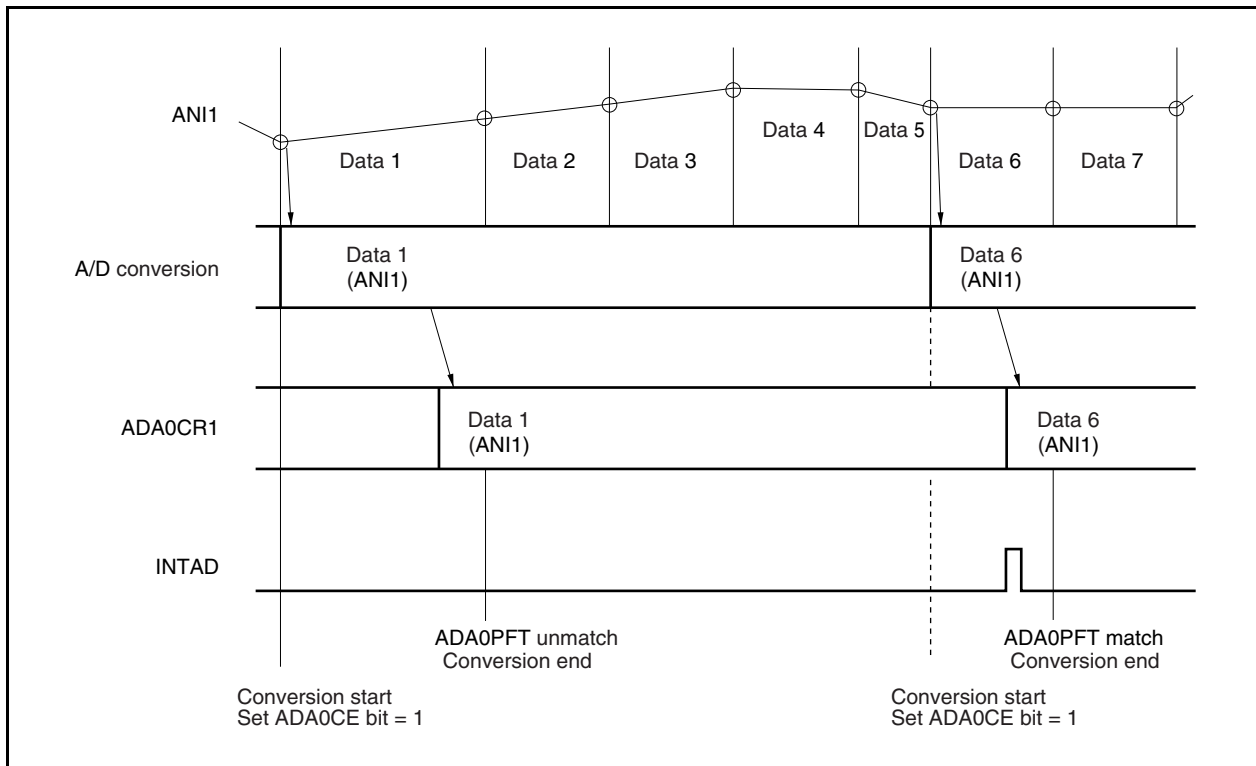 ANI1
Data 1
Data 2
Data 3
Data 4
Data 5
Data 6
Data 7
A/D conversion
Data 1
(ANI1)
Data 6
(ANI1)
ADA0CR1
Data 1
(ANI1)
Data 6
(ANI1)
INTAD
ADA0PFT unmatch
Conversion end
ADA0PFT match
Conversion end
Conversion start
Set ADA0CE bit = 1
Conversion start
Set ADA0CE bit = 1